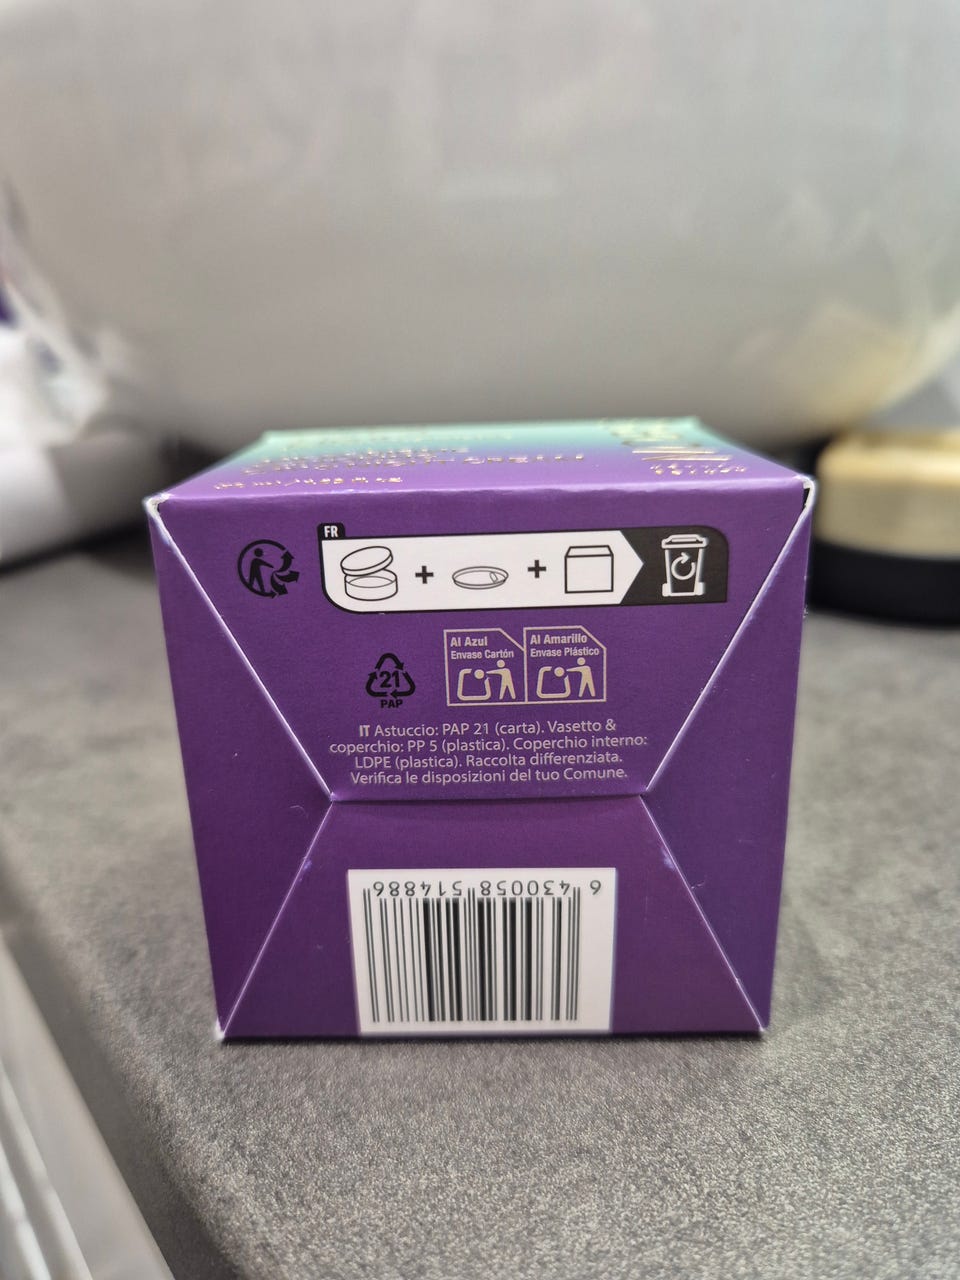 FR
Al Azul
Envase Cartón
Al Amarillo
Envase Plástico
21
PAP
IT Astuccio: PAP 21 (carta). Vasetto &
coperchio: PP 5 (plastica). Coperchio interno:
LDPE (plastica). Raccolta differenziata.
Verifica le disposizioni del tuo Comune.
6 430058 514886